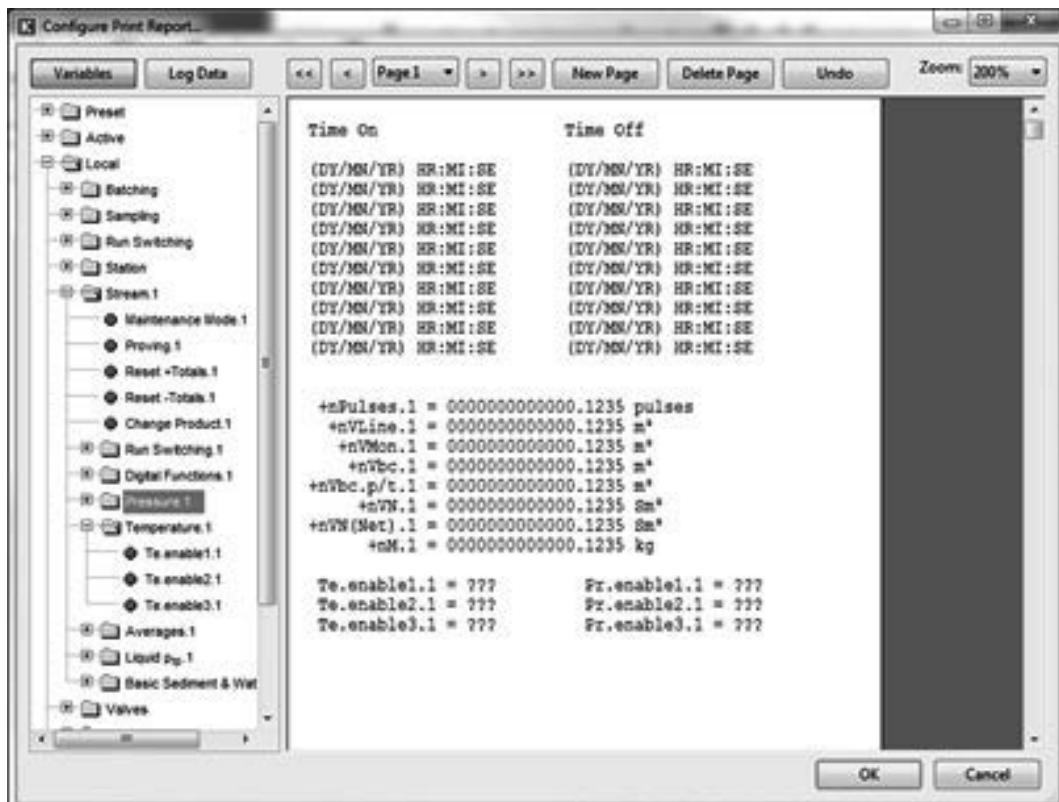 Configure Print Report...
Variables Log Data << < Page 1 > >> New Page Delete Page Undo Zoom: 200%
Preset
Active
Local
Batching
Sampling
Run Switching
Station
Stream.1
Maintenance Mode.1
Proving.1
Reset +Totals.1
Reset -Totals.1
Change Product.1
Run Switching.1
Digital Functions.1
Pressure.1
Temperature.1
Te.enable1.1
Te.enable2.1
Te.enable3.1
Averages.1
Liquid ρtp.1
Basic Sediment & Wat
Valves
Time On Time Off
(DY/MN/YR) HR:MI:SE (DY/MN/YR) HR:MI:SE
(DY/MN/YR) HR:MI:SE (DY/MN/YR) HR:MI:SE
(DY/MN/YR) HR:MI:SE (DY/MN/YR) HR:MI:SE
(DY/MN/YR) HR:MI:SE (DY/MN/YR) HR:MI:SE
(DY/MN/YR) HR:MI:SE (DY/MN/YR) HR:MI:SE
(DY/MN/YR) HR:MI:SE (DY/MN/YR) HR:MI:SE
(DY/MN/YR) HR:MI:SE (DY/MN/YR) HR:MI:SE
(DY/MN/YR) HR:MI:SE (DY/MN/YR) HR:MI:SE
(DY/MN/YR) HR:MI:SE (DY/MN/YR) HR:MI:SE
(DY/MN/YR) HR:MI:SE (DY/MN/YR) HR:MI:SE
+nPulses.1 = 0000000000000.1235 pulses
+nVLine.1 = 0000000000000.1235 m³
+nVMon.1 = 0000000000000.1235 m³
+nVbc.1 = 0000000000000.1235 m³
+nVbc.p/t.1 = 0000000000000.1235 m³
+nVN.1 = 0000000000000.1235 Sm³
+nVN(Net).1 = 0000000000000.1235 Sm³
+nM.1 = 0000000000000.1235 kg
Te.enable1.1 = ??? Pr.enable1.1 = ???
Te.enable2.1 = ??? Pr.enable2.1 = ???
Te.enable3.1 = ??? Pr.enable3.1 = ???
OK Cancel